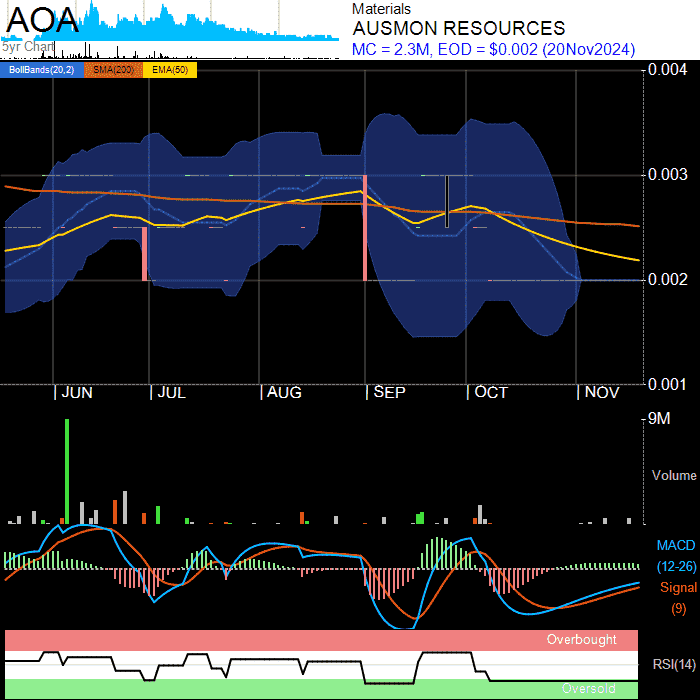 AOA
5yr Chart
Materials
AUSMON RESOURCES
MC = 2.3M, EOD = $0.002 (20Nov2024)
BollBands(20,2) SMA(200) EMA(50)
0.004
0.003
0.002
0.001
JUN JUL AUG SEP OCT NOV
9M
Volume
MACD
(12-26)
Signal
(9)
Overbought
RSI(14)
Oversold